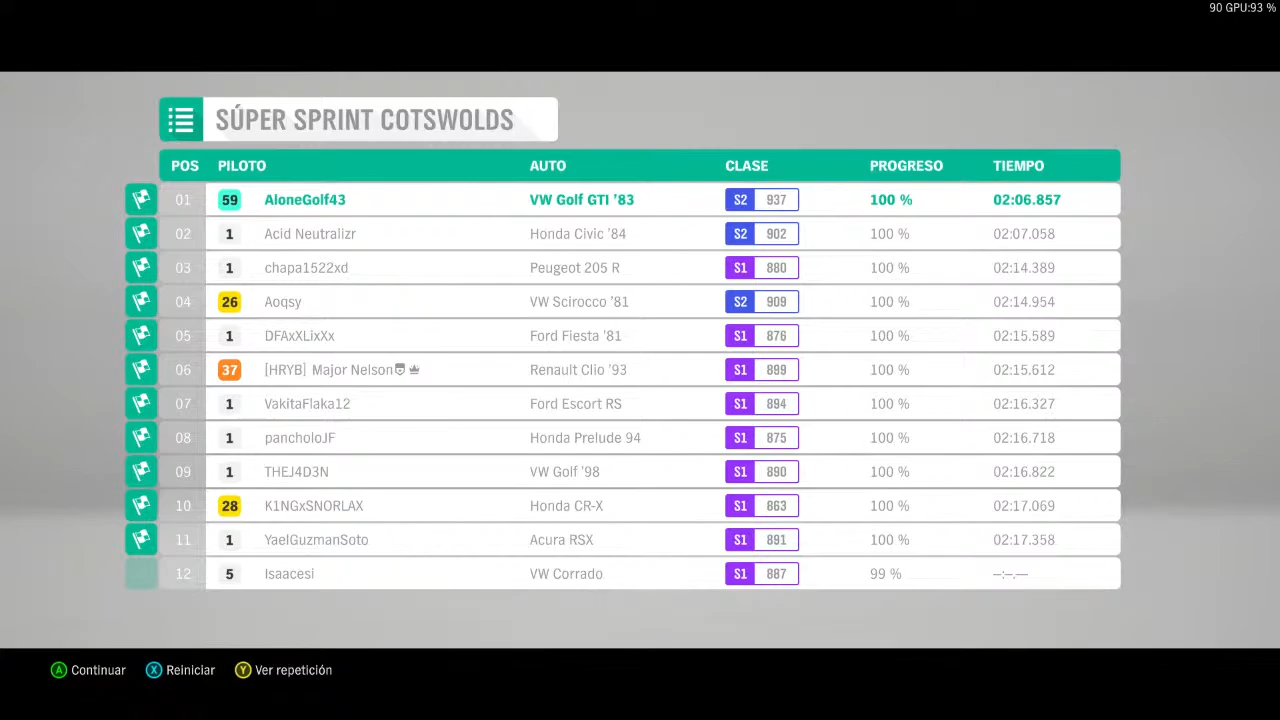 90 GPU:93 %
SÚPER SPRINT COTSWOLDS
POS PILOTO AUTO CLASE PROGRESO TIEMPO
01 59 AloneGolf43 VW Golf GTI '83 S2 937 100 % 02:06.857
02 1 Acid Neutralizr Honda Civic '84 S2 902 100 % 02:07.058
03 1 chapa1522xd Peugeot 205 R S1 880 100 % 02:14.389
04 26 Aoqsy VW Scirocco '81 S2 909 100 % 02:14.954
05 1 DFAxXLixXx Ford Fiesta '81 S1 876 100 % 02:15.589
06 37 [HRYB] Major Nelson Renault Clio '93 S1 899 100 % 02:15.612
07 1 VakitaFlaka12 Ford Escort RS S1 894 100 % 02:16.327
08 1 pancholoJF Honda Prelude 94 S1 875 100 % 02:16.718
09 1 THEJ4D3N VW Golf '98 S1 890 100 % 02:16.822
10 28 K1NGxSNORLAX Honda CR-X S1 863 100 % 02:17.069
11 1 YaelGuzmanSoto Acura RSX S1 891 100 % 02:17.358
12 5 Isaacesi VW Corrado S1 887 99 % --:--.---
A Continuar X Reiniciar Y Ver repetición